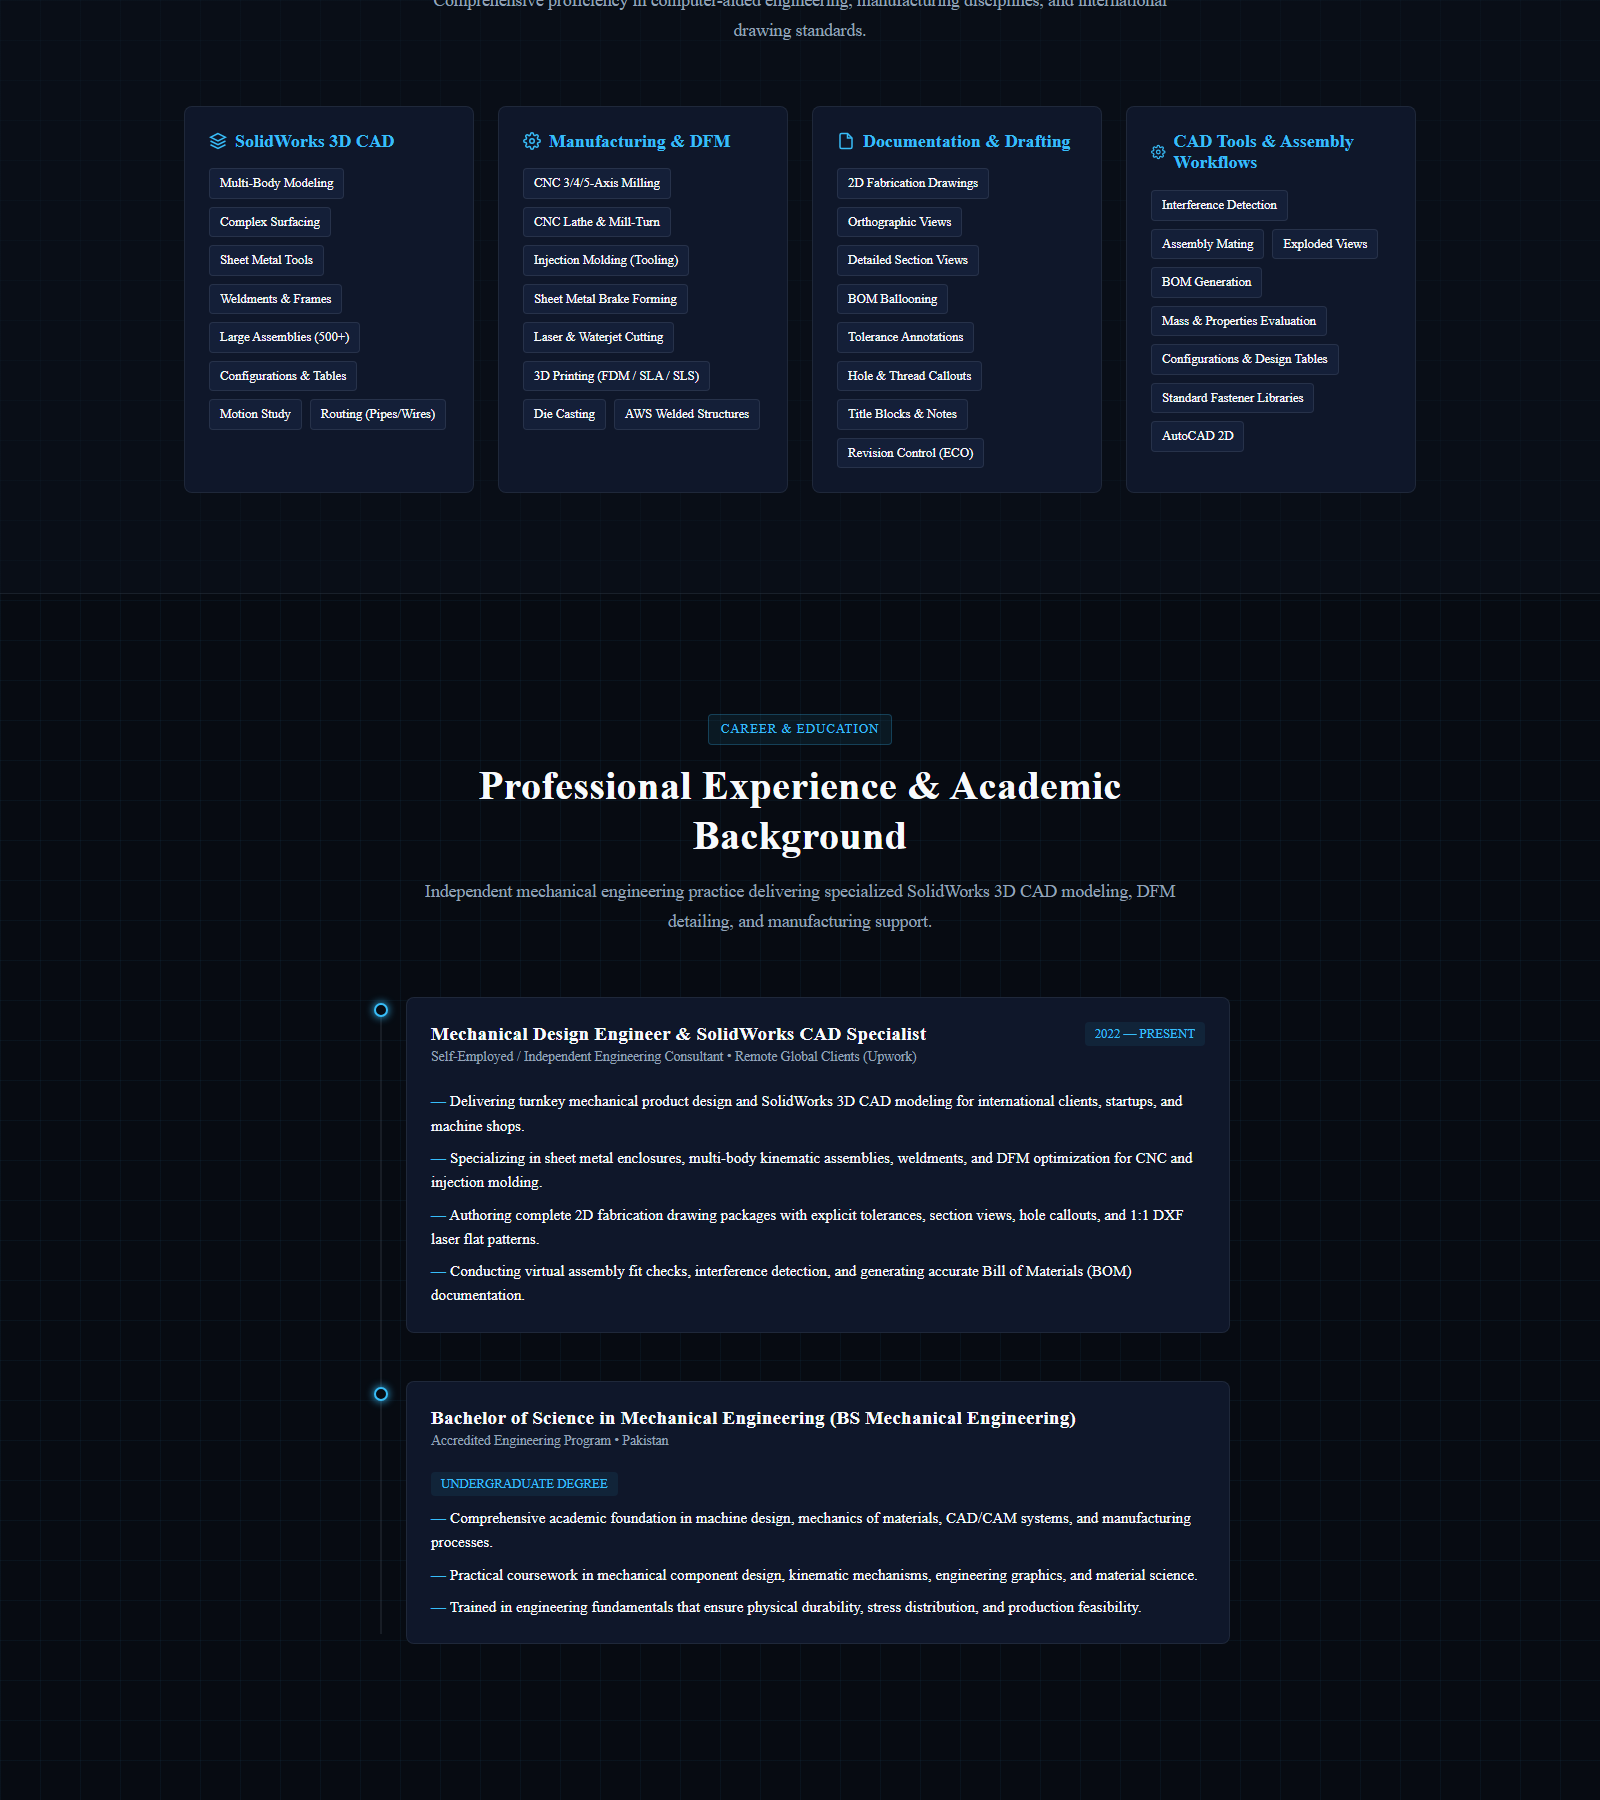 Comprehensive proficiency in computer-aided engineering, manufacturing disciplines, and international
drawing standards.
SolidWorks 3D CAD
Multi-Body Modeling
Complex Surfacing
Sheet Metal Tools
Weldments & Frames
Large Assemblies (500+)
Configurations & Tables
Motion Study
Routing (Pipes/Wires)
Manufacturing & DFM
CNC 3/4/5-Axis Milling
CNC Lathe & Mill-Turn
Injection Molding (Tooling)
Sheet Metal Brake Forming
Laser & Waterjet Cutting
3D Printing (FDM / SLA / SLS)
Die Casting
AWS Welded Structures
Documentation & Drafting
2D Fabrication Drawings
Orthographic Views
Detailed Section Views
BOM Ballooning
Tolerance Annotations
Hole & Thread Callouts
Title Blocks & Notes
Revision Control (ECO)
CAD Tools & Assembly
Workflows
Interference Detection
Assembly Mating
Exploded Views
BOM Generation
Mass & Properties Evaluation
Configurations & Design Tables
Standard Fastener Libraries
AutoCAD 2D
CAREER & EDUCATION
Professional Experience & Academic
Background
Independent mechanical engineering practice delivering specialized SolidWorks 3D CAD modeling, DFM
detailing, and manufacturing support.
Mechanical Design Engineer & SolidWorks CAD Specialist
2022 — PRESENT
Self-Employed / Independent Engineering Consultant • Remote Global Clients (Upwork)
— Delivering turnkey mechanical product design and SolidWorks 3D CAD modeling for international clients, startups, and
machine shops.
— Specializing in sheet metal enclosures, multi-body kinematic assemblies, weldments, and DFM optimization for CNC and
injection molding.
— Authoring complete 2D fabrication drawing packages with explicit tolerances, section views, hole callouts, and 1:1 DXF
laser flat patterns.
— Conducting virtual assembly fit checks, interference detection, and generating accurate Bill of Materials (BOM)
documentation.
Bachelor of Science in Mechanical Engineering (BS Mechanical Engineering)
Accredited Engineering Program • Pakistan
UNDERGRADUATE DEGREE
— Comprehensive academic foundation in machine design, mechanics of materials, CAD/CAM systems, and manufacturing
processes.
— Practical coursework in mechanical component design, kinematic mechanisms, engineering graphics, and material science.
— Trained in engineering fundamentals that ensure physical durability, stress distribution, and production feasibility.